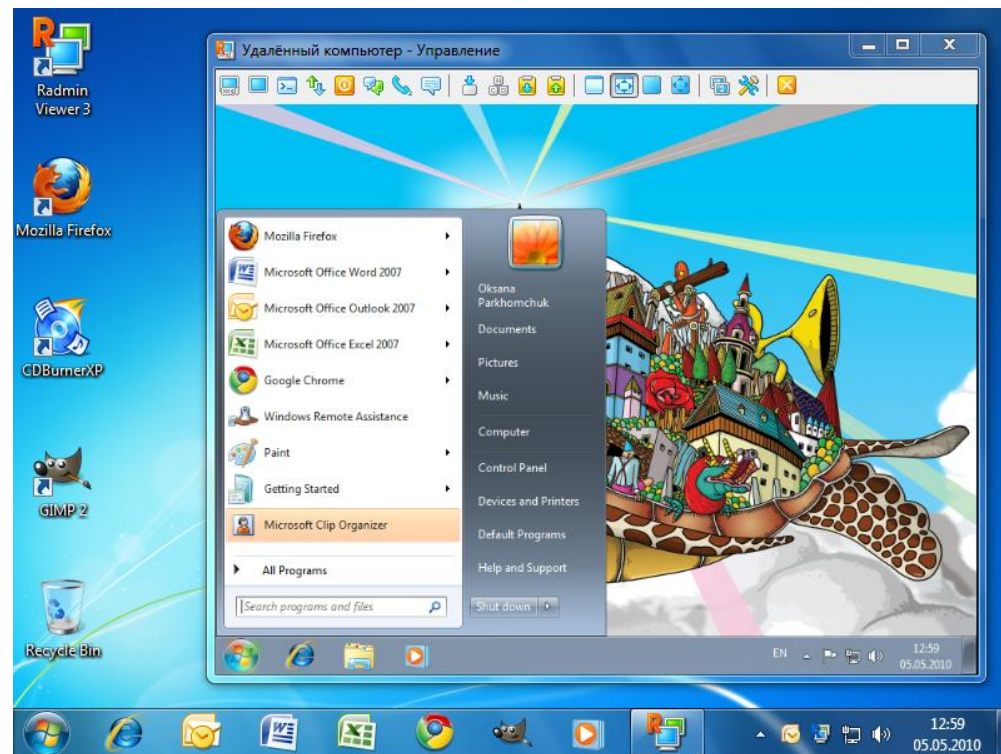 Radmin
Viewer 3
Mozilla Firefox
CDBurnerXP
GIMP 2
Recycle Bin
Удалённый компьютер - Управление
Mozilla Firefox
Microsoft Office Word 2007
Microsoft Office Outlook 2007
Microsoft Office Excel 2007
Google Chrome
Windows Remote Assistance
Paint
Getting Started
Microsoft Clip Organizer
All Programs
Search programs and files
Oksana
Parkhomchuk
Documents
Pictures
Music
Computer
Control Panel
Devices and Printers
Default Programs
Help and Support
Shut down
EN
12:59
05.05.2010
12:59
05.05.2010